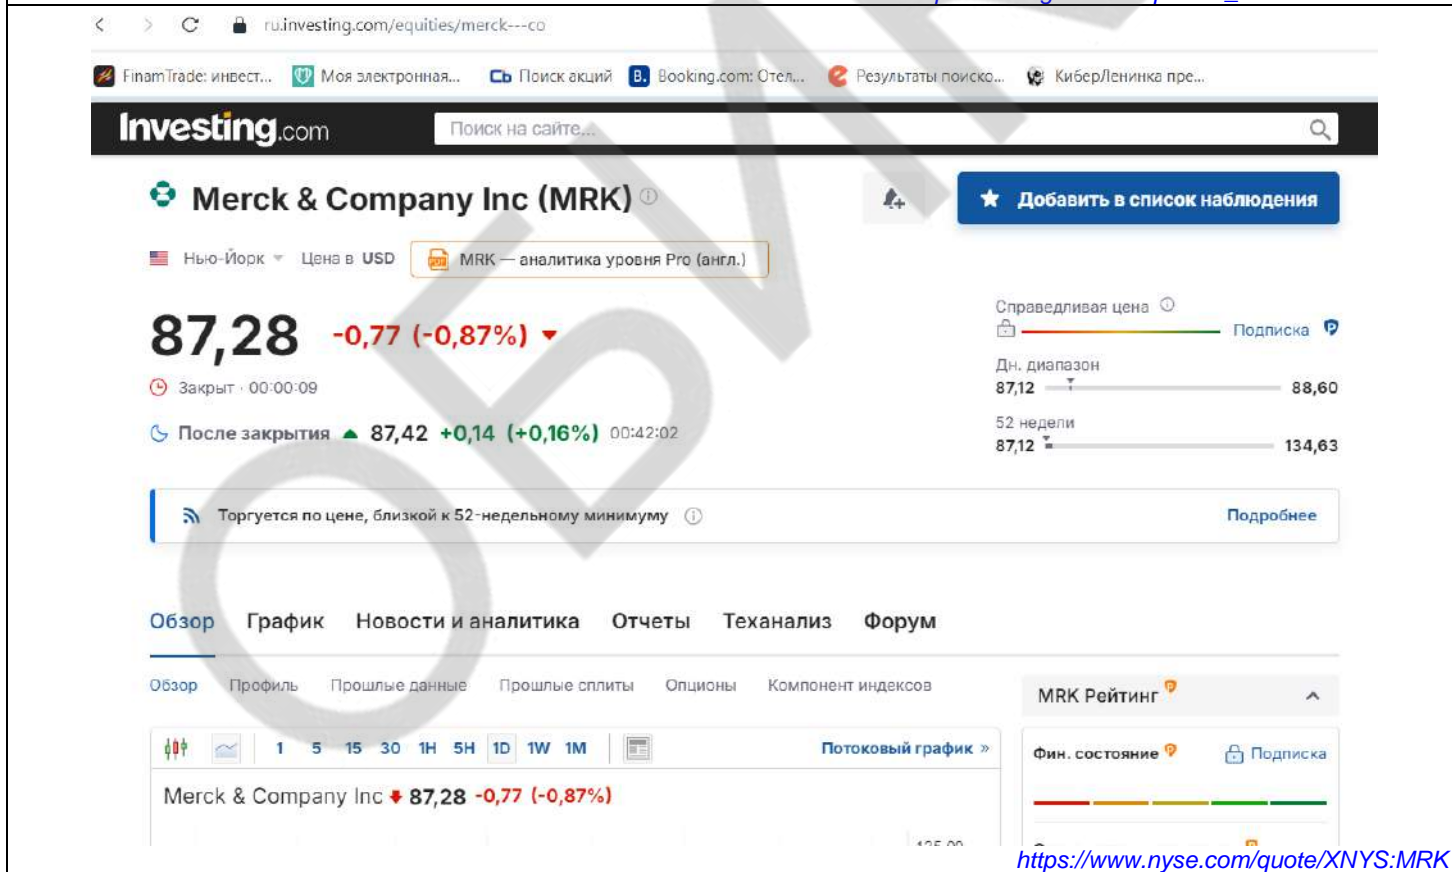 ru.investing.com/equities/merck---co
FinamTrade: инвест... Моя электронная... Сь Поиск акций B. Booking.com: Отел... Результаты поиско... КиберЛенинка пре...
Investing.com Поиск на сайте...
Merck & Company Inc (MRK)
Добавить в список наблюдения
Нью-Йорк Цена в USD MRK — аналитика уровня Pro (англ.)
87,28 -0,77 (-0,87%)
Закрыт · 00:00:09
После закрытия 87,42 +0,14 (+0,16%) 00:42:02
Справедливая цена
Подписка
Дн. диапазон
87,12 88,60
52 недели
87,12 134,63
Торгуется по цене, близкой к 52-недельному минимуму Подробнее
Обзор График Новости и аналитика Отчеты Теханализ Форум
Обзор Профиль Прошлые данные Прошлые сплиты Опционы Компонент индексов
1 5 15 30 1H 5H 1D 1W 1M Потоковый график »
Merck & Company Inc 87,28 -0,77 (-0,87%)
MRK Рейтинг
Фин. состояние Подписка
https://www.nyse.com/quote/XNYS:MRK